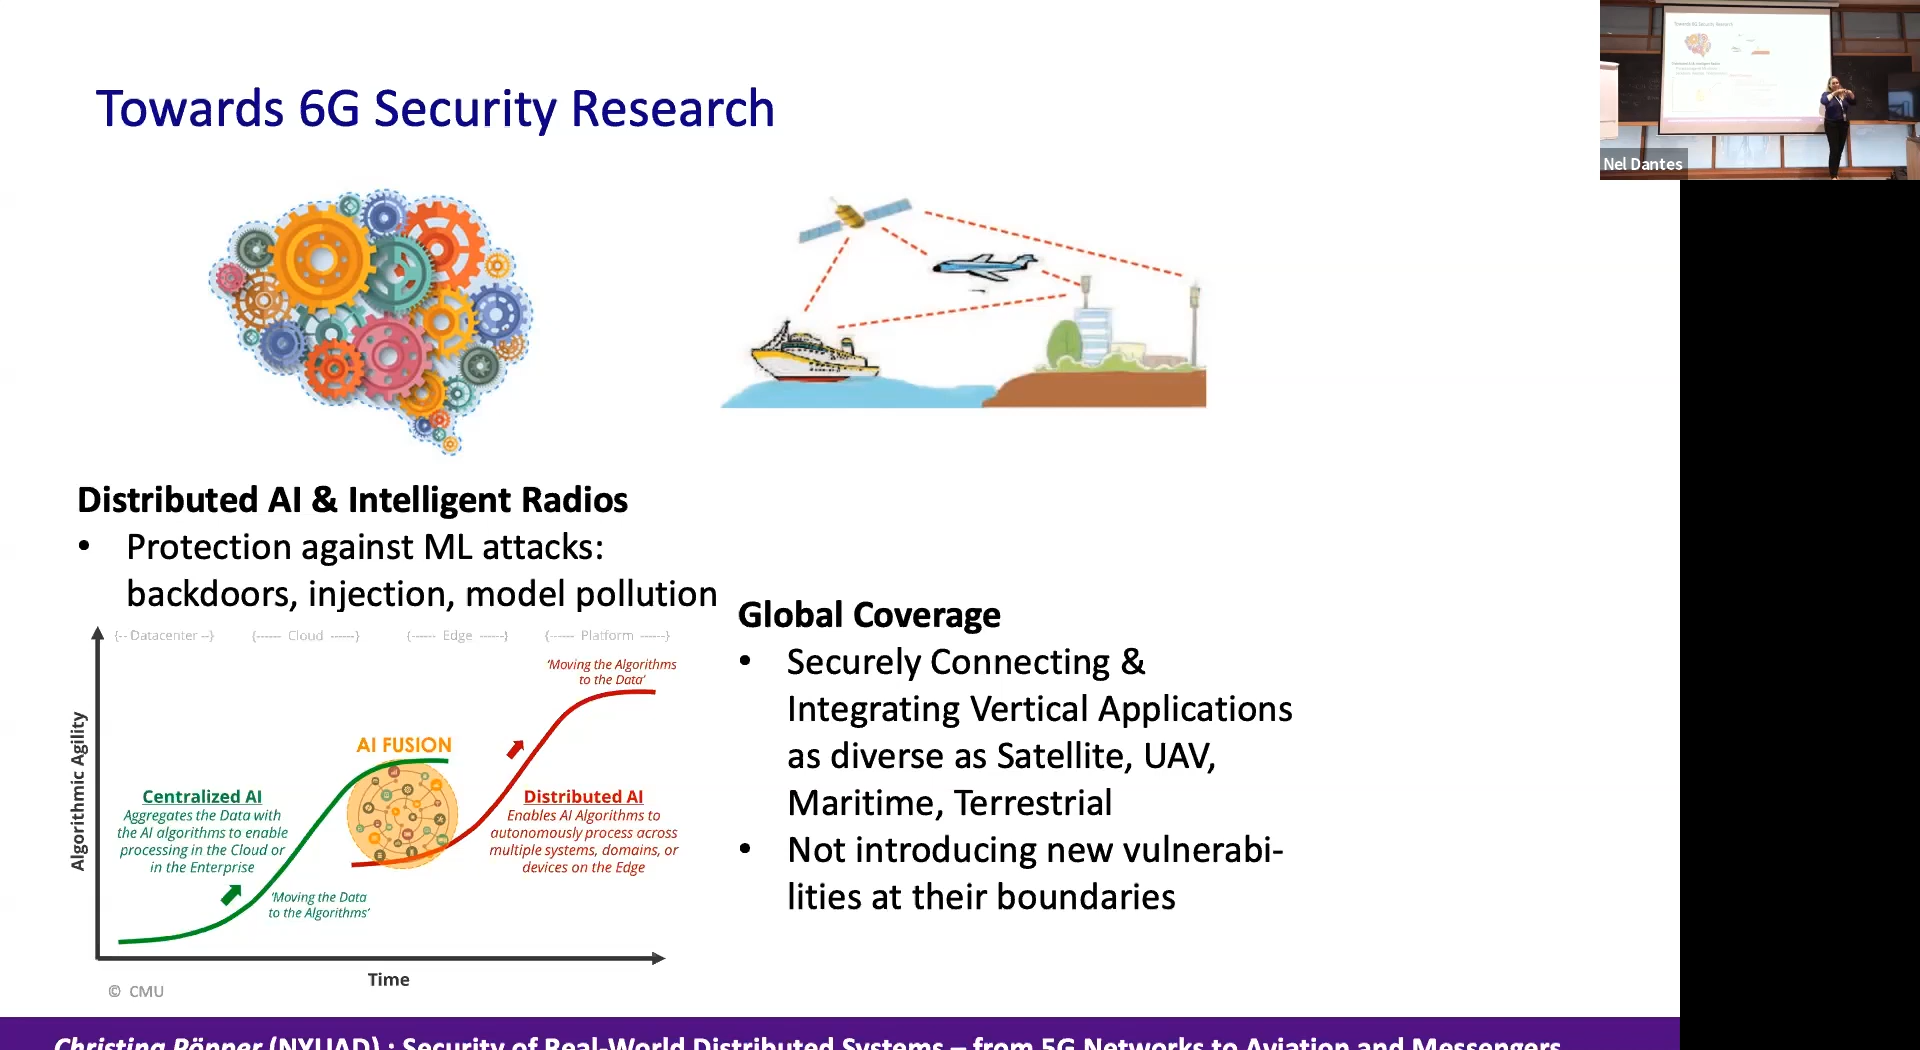 Towards 6G Security Research
Nel Dantes
Distributed AI & Intelligent Radios
• Protection against ML attacks:
backdoors, injection, model pollution
{-- Datacenter --} {------ Cloud ------} {------ Edge ------} {------ Platform ------}
'Moving the Algorithms
to the Data'
AI FUSION
Centralized AI
Aggregates the Data with
the AI algorithms to enable
processing in the Cloud or
in the Enterprise
Distributed AI
Enables AI Algorithms to
autonomously process across
multiple systems, domains, or
devices on the Edge
'Moving the Data
to the Algorithms'
Algorithmic Agility
Time
© CMU
Global Coverage
• Securely Connecting &
Integrating Vertical Applications
as diverse as Satellite, UAV,
Maritime, Terrestrial
• Not introducing new vulnerabi-
lities at their boundaries
Christina Pöpper (NYUAD) : Security of Real-World Distributed Systems – from 5G Networks to Aviation and Messengers